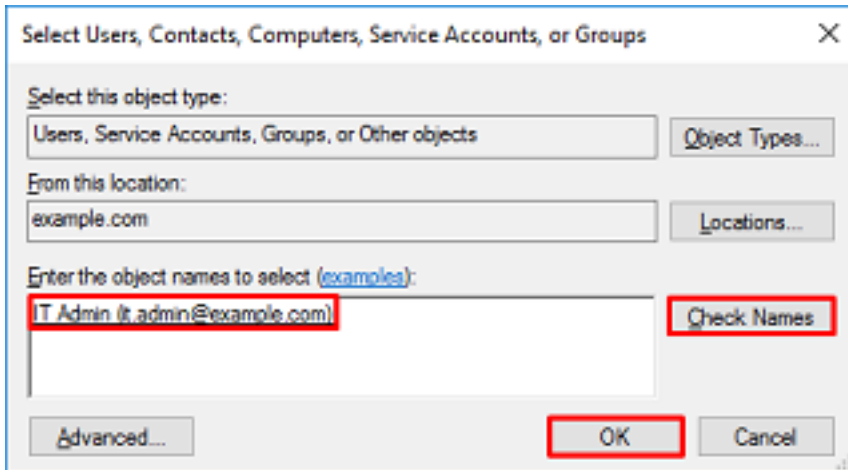 Select Users, Contacts, Computers, Service Accounts, or Groups
Select this object type:
Users, Service Accounts, Groups, or Other objects
Object Types...
From this location:
example.com
Locations...
Enter the object names to select (examples):
IT Admin (it.admin@example.com)
Check Names
Advanced...
OK
Cancel